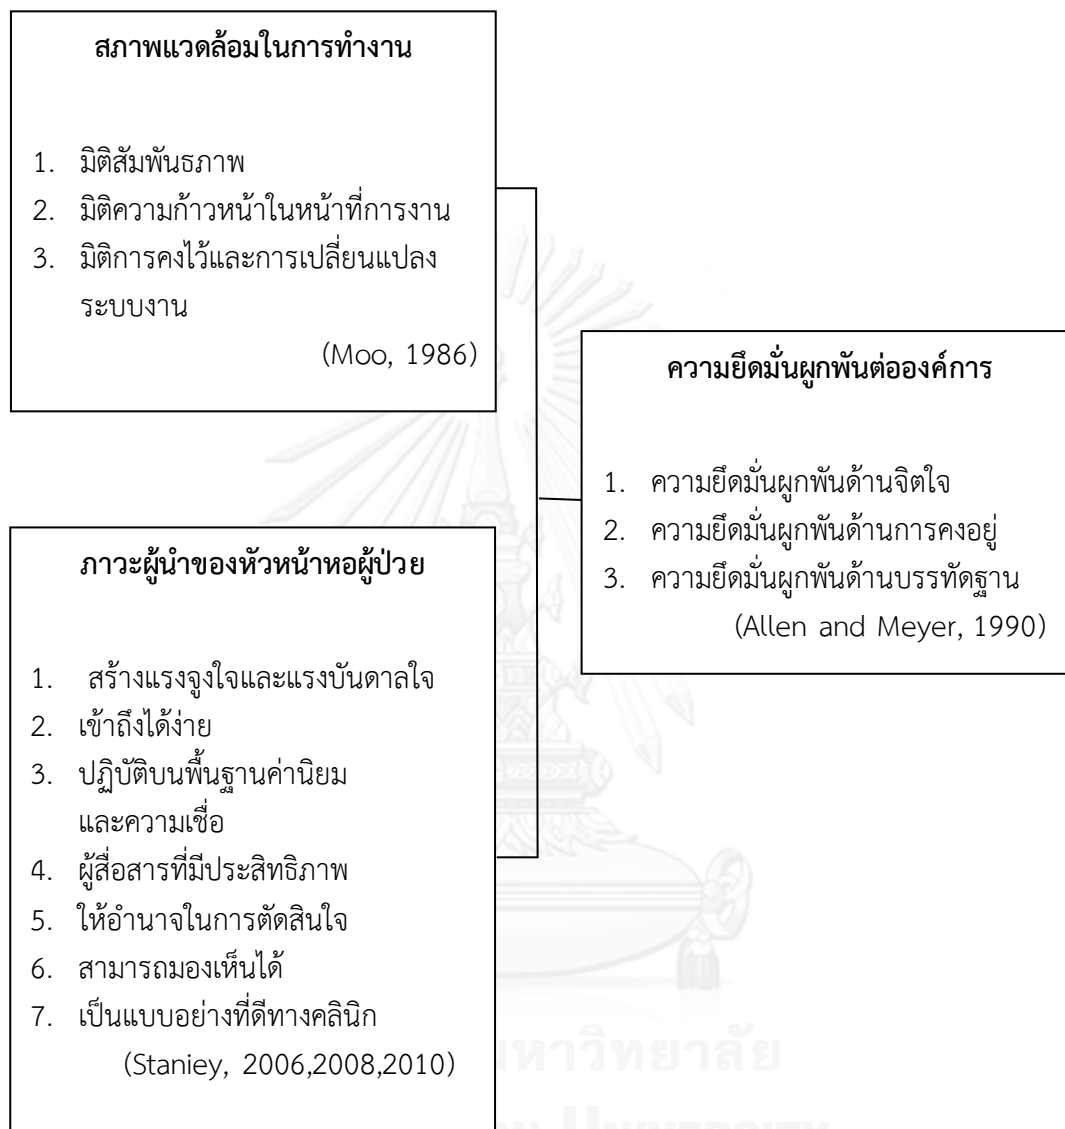 สภาพแวดล้อมในการทำงาน
1. มิติสัมพันธภาพ
2. มิติความก้าวหน้าในหน้าที่การงาน
3. มิติการคงไว้และการเปลี่ยนแปลง
ระบบงาน
(Moo, 1986)
ความยึดมั่นผูกพันต่อองค์การ
1. ความยึดมั่นผูกพันด้านจิตใจ
2. ความยึดมั่นผูกพันด้านการคงอยู่
3. ความยึดมั่นผูกพันด้านบรรทัดฐาน
(Allen and Meyer, 1990)
ภาวะผู้นำของหัวหน้าหอผู้ป่วย
1. สร้างแรงจูงใจและแรงบันดาลใจ
2. เข้าถึงได้ง่าย
3. ปฏิบัติบนพื้นฐานค่านิยม
และความเชื่อ
4. ผู้สื่อสารที่มีประสิทธิภาพ
5. ให้อำนาจในการตัดสินใจ
6. สามารถมองเห็นได้
7. เป็นแบบอย่างที่ดีทางคลินิก
(Staniey, 2006,2008,2010)